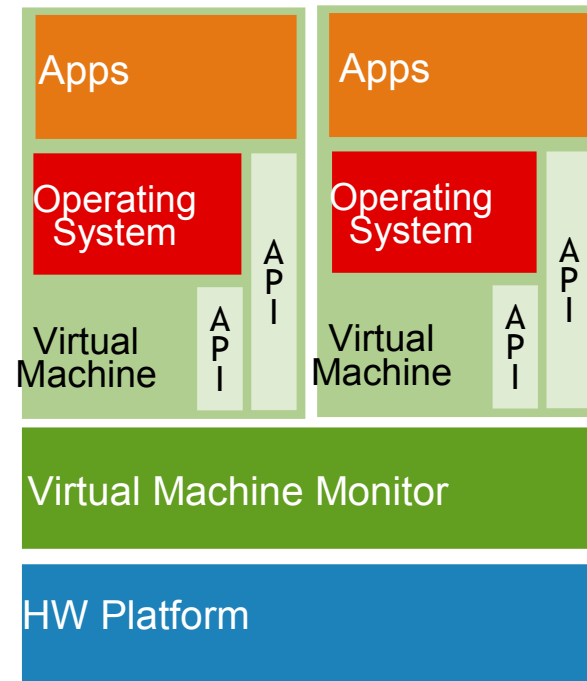 Apps
Operating
System
A
P
I
A
P
I
Virtual
Machine
Apps
Operating
System
A
P
I
A
P
I
Virtual
Machine
Virtual Machine Monitor
HW Platform